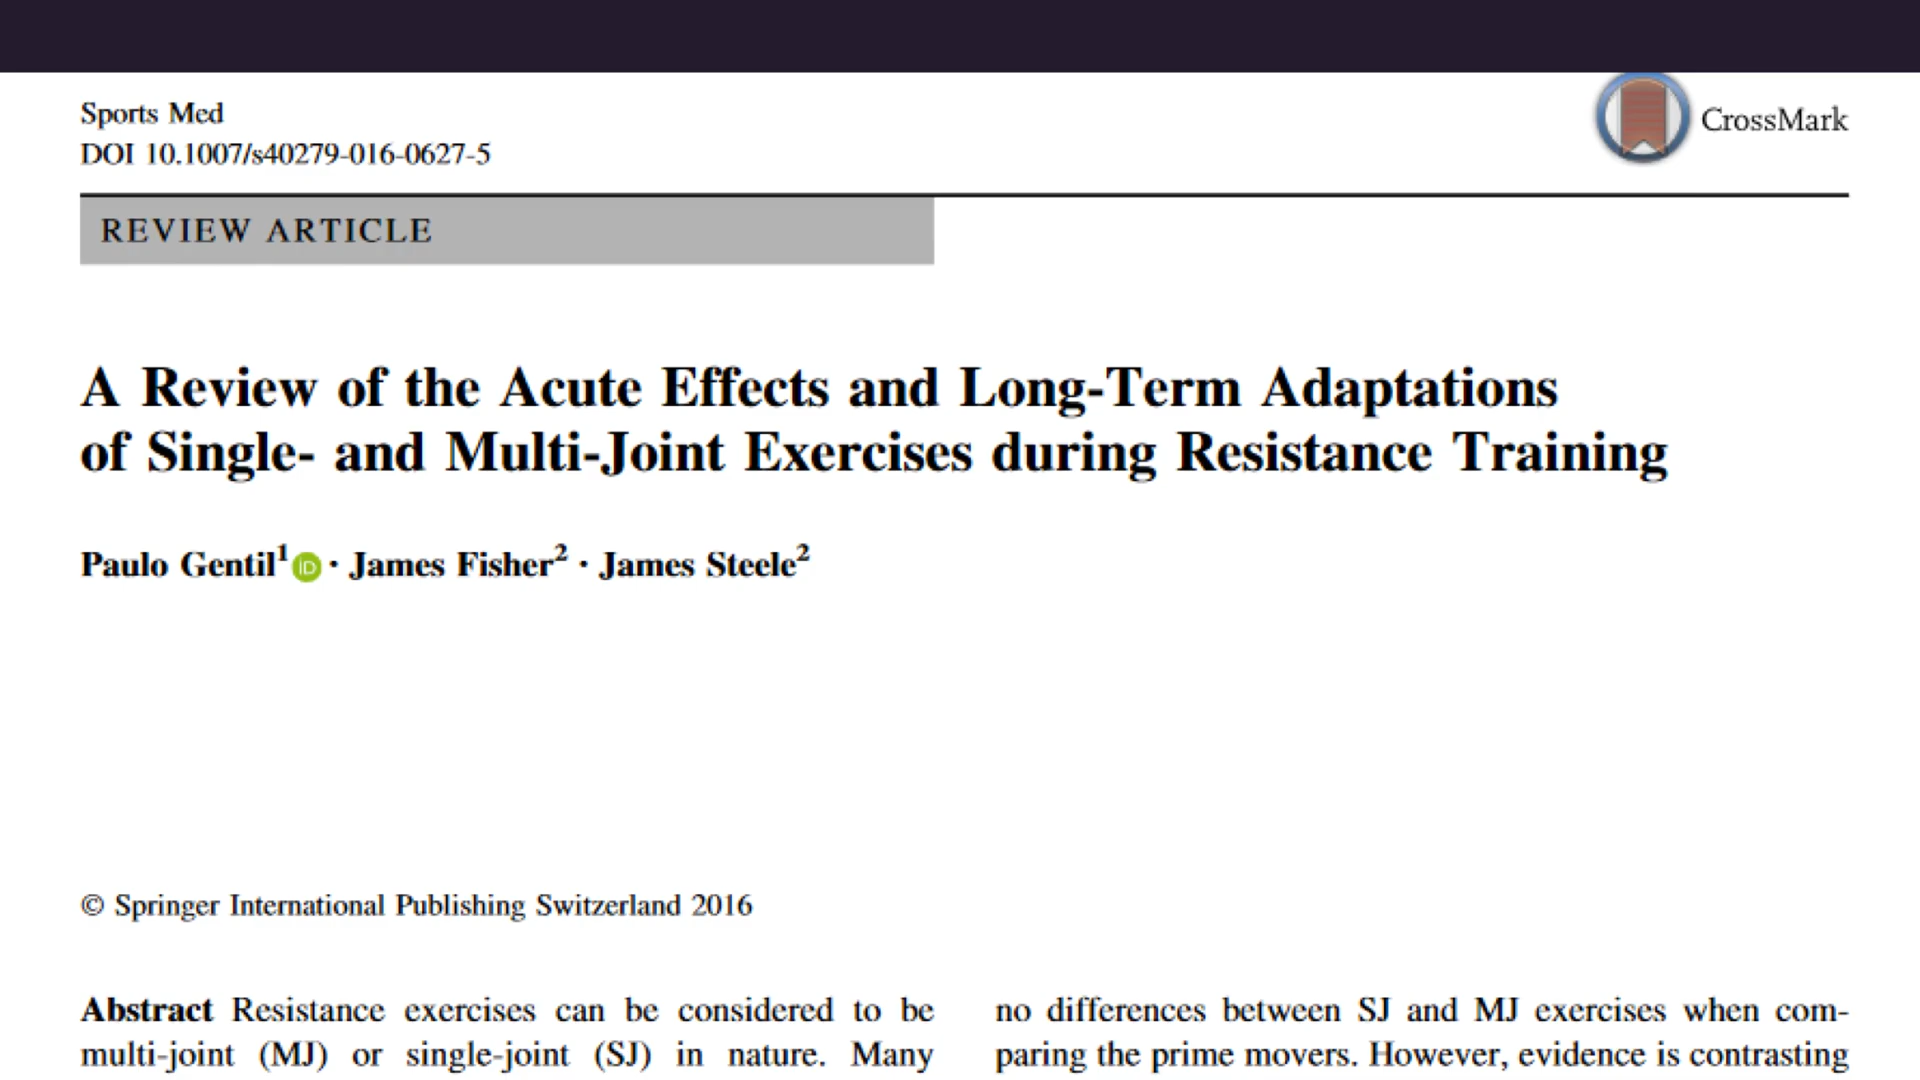 Sports Med
DOI 10.1007/s40279-016-0627-5
CrossMark
REVIEW ARTICLE
A Review of the Acute Effects and Long-Term Adaptations
of Single- and Multi-Joint Exercises during Resistance Training
Paulo Gentil1 iD · James Fisher2 · James Steele2
© Springer International Publishing Switzerland 2016
Abstract Resistance exercises can be considered to be
multi-joint (MJ) or single-joint (SJ) in nature. Many
no differences between SJ and MJ exercises when com-
paring the prime movers. However, evidence is contrasting